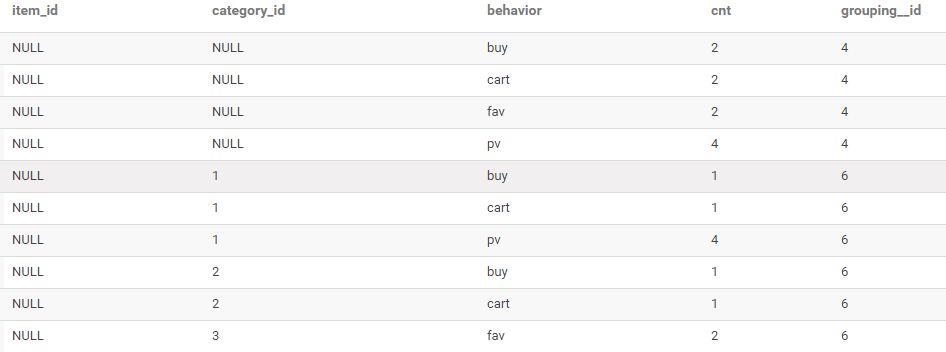 item_id category_id behavior cnt grouping__id
NULL NULL buy 2 4
NULL NULL cart 2 4
NULL NULL fav 2 4
NULL NULL pv 4 4
NULL 1 buy 1 6
NULL 1 cart 1 6
NULL 1 pv 4 6
NULL 2 buy 1 6
NULL 2 cart 1 6
NULL 3 fav 2 6